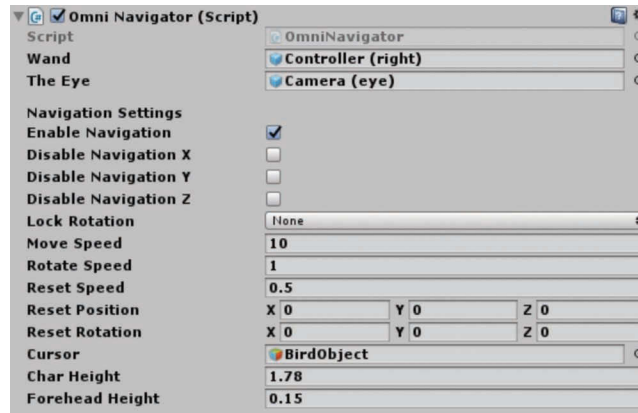 Omni Navigator (Script)
Script OmniNavigator
Wand Controller (right)
The Eye Camera (eye)
Navigation Settings
Enable Navigation
Disable Navigation X
Disable Navigation Y
Disable Navigation Z
Lock Rotation None
Move Speed 10
Rotate Speed 1
Reset Speed 0.5
Reset Position X 0 Y 0 Z 0
Reset Rotation X 0 Y 0 Z 0
Cursor BirdObject
Char Height 1.78
Forehead Height 0.15